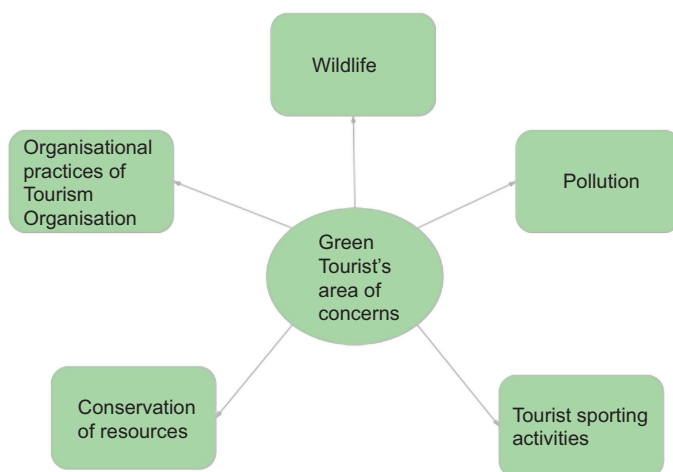 Wildlife
Organisational
practices of
Tourism
Organisation
Pollution
Green
Tourist's
area of
concerns
Conservation
of resources
Tourist sporting
activities